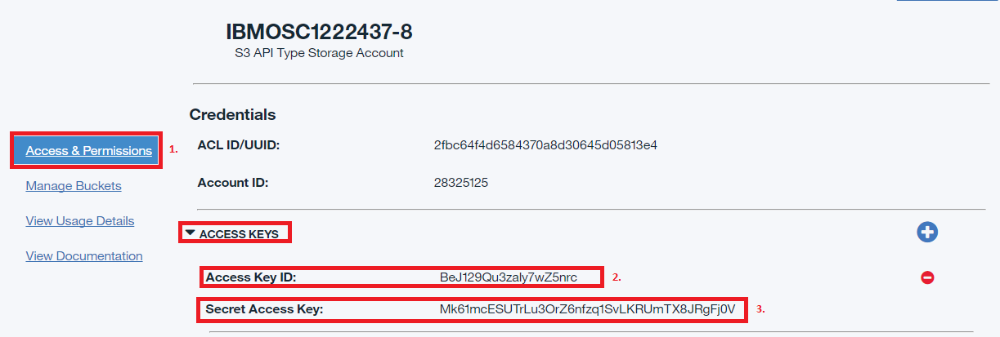 IBMOSC1222437-8
S3 API Type Storage Account
Credentials
ACL ID/UUID: 2fbc64f4d6584370a8d30645d05813e4
Access & Permissions 1.
Account ID: 28325125
Manage Buckets
View Usage Details
ACCESS KEYS
View Documentation
Access Key ID: BeJ129Qu3zaly7wZ5nrc 2.
Secret Access Key: Mk61mcESUTrLu3OrZ6nfzq1SvLKRUmTX8JRgFj0V 3.